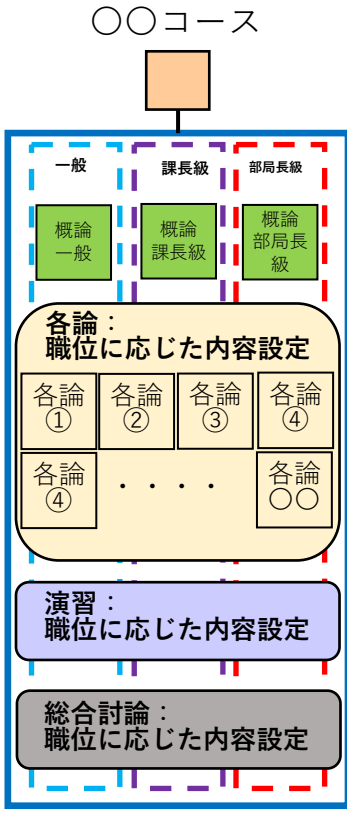 〇〇コース
一般
課長級
部局長級
概論
一般
概論
課長級
概論
部局長
級
各論：
職位に応じた内容設定
各論
①
各論
②
各論
③
各論
④
各論
④
・・・・
各論
〇〇
演習：
職位に応じた内容設定
総合討論：
職位に応じた内容設定